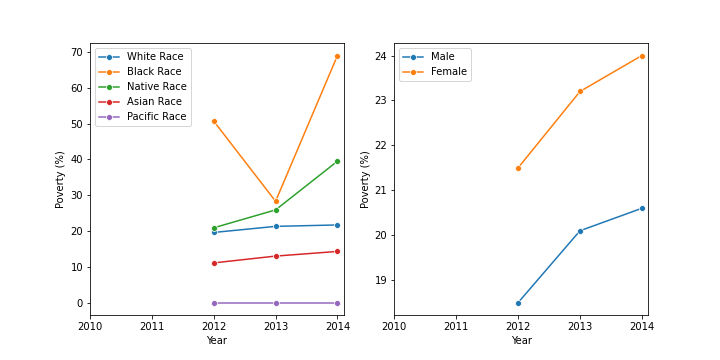 White Race
Black Race
Native Race
Asian Race
Pacific Race
70
60
50
40
30
20
10
0
Poverty (%)
2010 2011 2012 2013 2014
Year
Male
Female
24
23
22
21
20
19
Poverty (%)
2010 2011 2012 2013 2014
Year